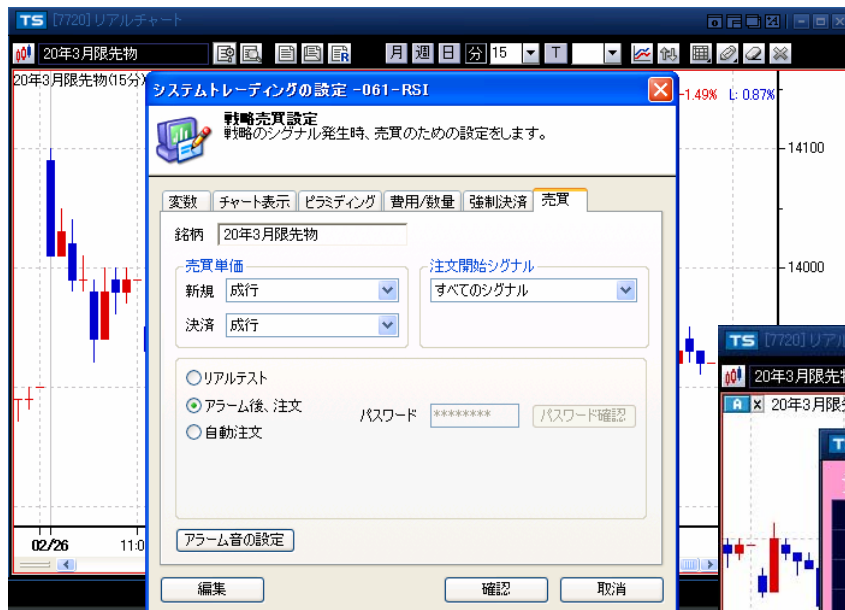 TS [7720]リアルチャート
20年3月限先物
月 週 日 分 15 T
20年3月限先物(15分)
-1.49% L: 0.87%
システムトレーディングの設定 -061-RSI
戦略売買設定
戦略のシグナル発生時、売買のための設定をします。
変数 チャート表示 ピラミディング 費用/数量 強制決済 売買
銘柄 20年3月限先物
売買単価
新規 成行
決済 成行
注文開始シグナル
すべてのシグナル
リアルテスト
アラーム後、注文
自動注文
パスワード ******** パスワード確認
アラーム音の設定
編集 確認 取消
14100
14000
02/26 11:0
TS [7720]リアル
20年3月限先物
A x 20年3月限